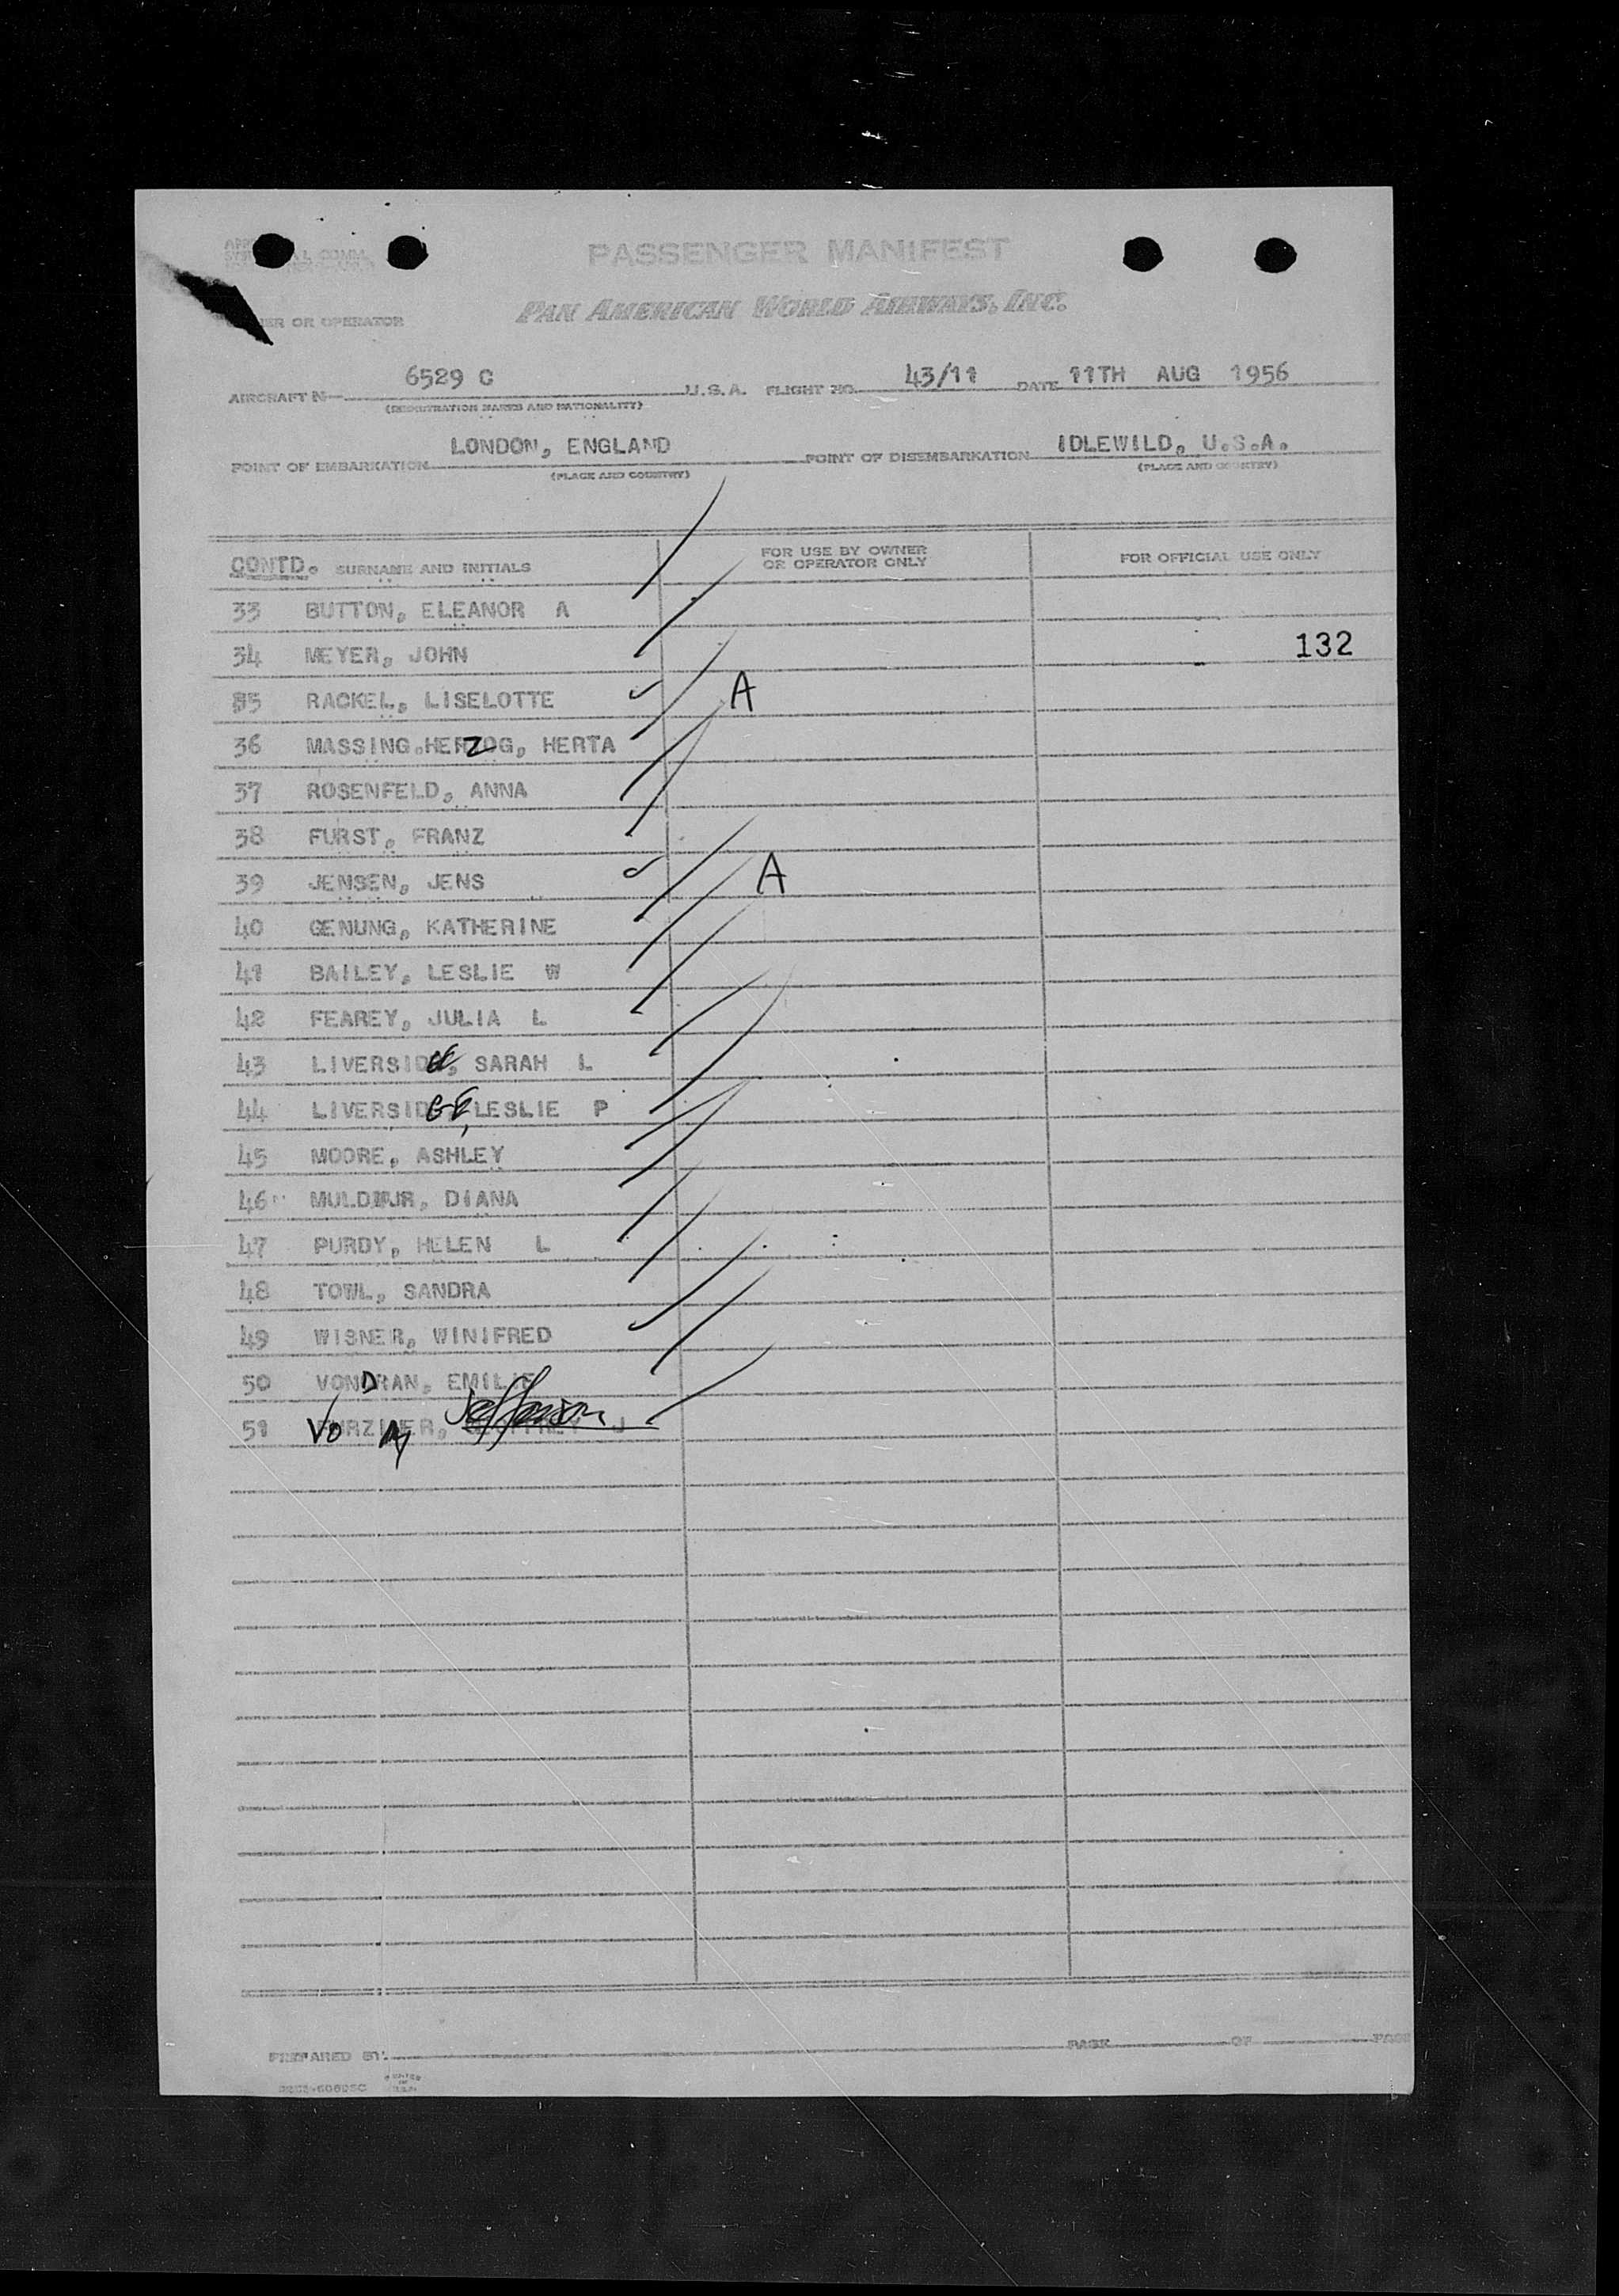 PASSENGER MANIFEST
PAN AMERICAN WORLD AIRWAYS, INC.
OR OPERATOR
AIRCRAFT N 6529 C U.S.A. FLIGHT NO. 43/11 DATE 11TH AUG 1956
(REGISTRATION MARKS AND NATIONALITY)
POINT OF EMBARKATION LONDON, ENGLAND POINT OF DISEMBARKATION IDLEWILD, U.S.A.
(PLACE AND COUNTRY) (PLACE AND COUNTRY)
CONTD. SURNAME AND INITIALS FOR USE BY OWNER OR OPERATOR ONLY FOR OFFICIAL USE ONLY
33 BUTTON, ELEANOR A
34 MEYER, JOHN 132
35 RACKEL, LISELOTTE A
36 MASSING.HERZOG, HERTA
37 ROSENFELD, ANNA
38 FURST, FRANZ
39 JENSEN, JENS A
40 GENUNG, KATHERINE
41 BAILEY, LESLIE W
42 FEAREY, JULIA L
43 SARAH L
44 LIVERSIDGE, LESLIE P
45 MOORE, ASHLEY
46 DIANA
47 PURDY, HELEN L
48 TOWL, SANDRA
49 WISNER, WINIFRED
50 VONDRAN, EMILIE
51 Jefferson J
PREPARED BY PAGE OF PAGE